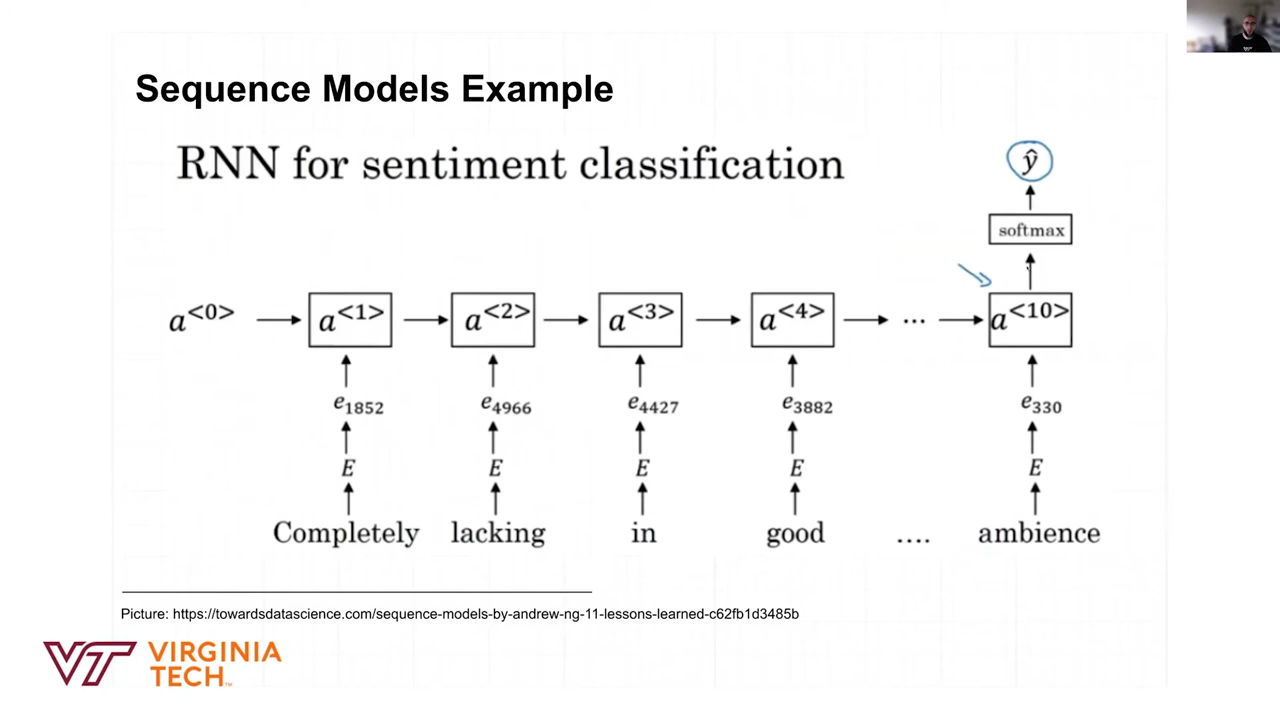 Sequence Models Example
RNN for sentiment classification
ŷ
softmax
a<0> a<1> a<2> a<3> a<4> ... a<10>
e1852 e4966 e4427 e3882 e330
E E E E E
Completely lacking in good .... ambience
Picture: https://towardsdatascience.com/sequence-models-by-andrew-ng-11-lessons-learned-c62fb1d3485b
VT VIRGINIA
TECH™